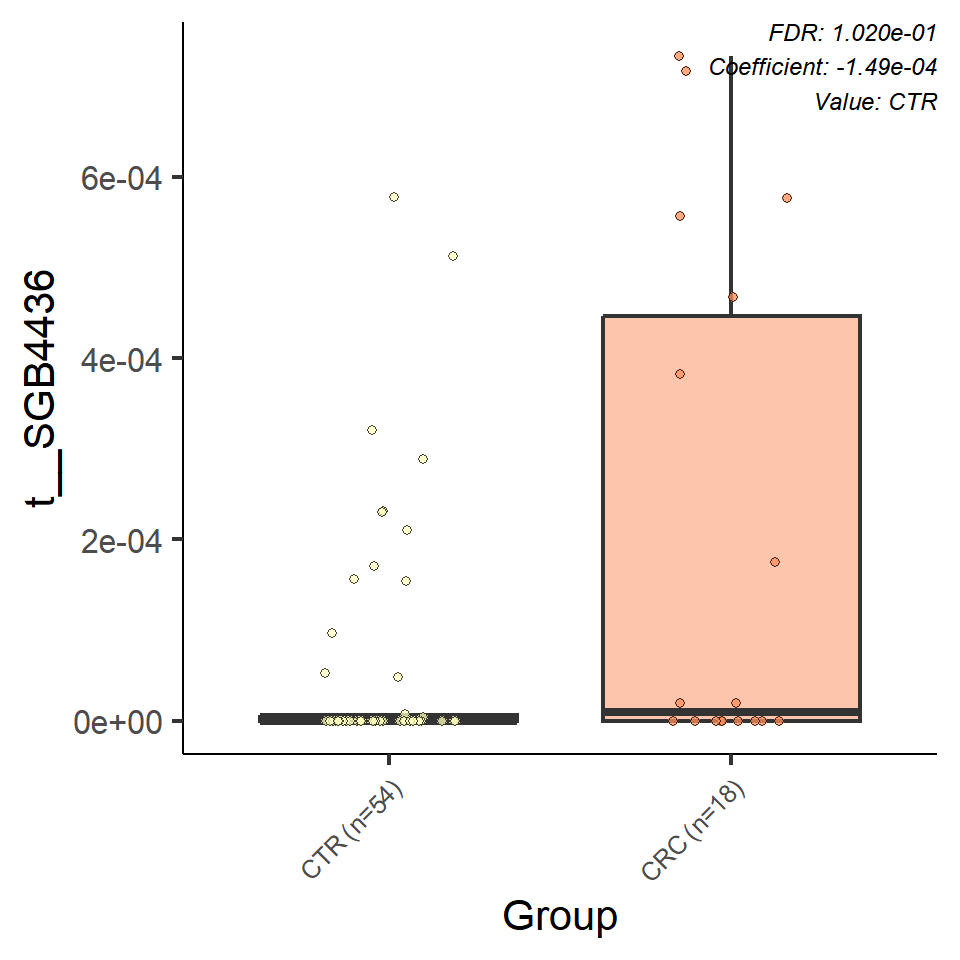 FDR: 1.020e-01
Coefficient: -1.49e-04
Value: CTR
t__SGB4436
6e-04
4e-04
2e-04
0e+00
CTR (n=54)
CRC (n=18)
Group